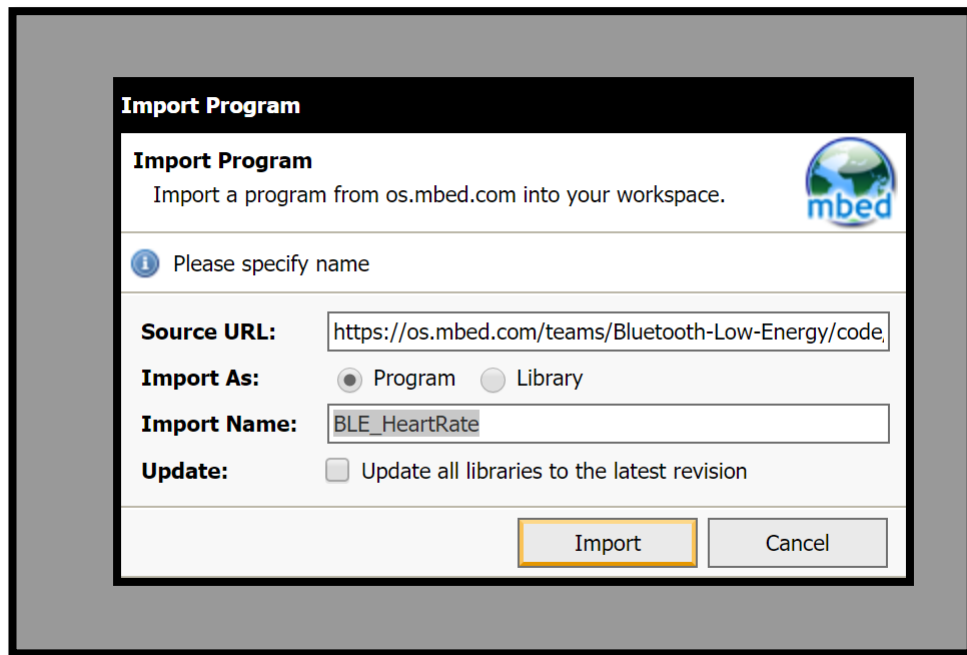 Import Program
Import Program
Import a program from os.mbed.com into your workspace.
mbed
Please specify name
Source URL: https://os.mbed.com/teams/Bluetooth-Low-Energy/code
Import As: Program Library
Import Name: BLE_HeartRate
Update: Update all libraries to the latest revision
Import Cancel